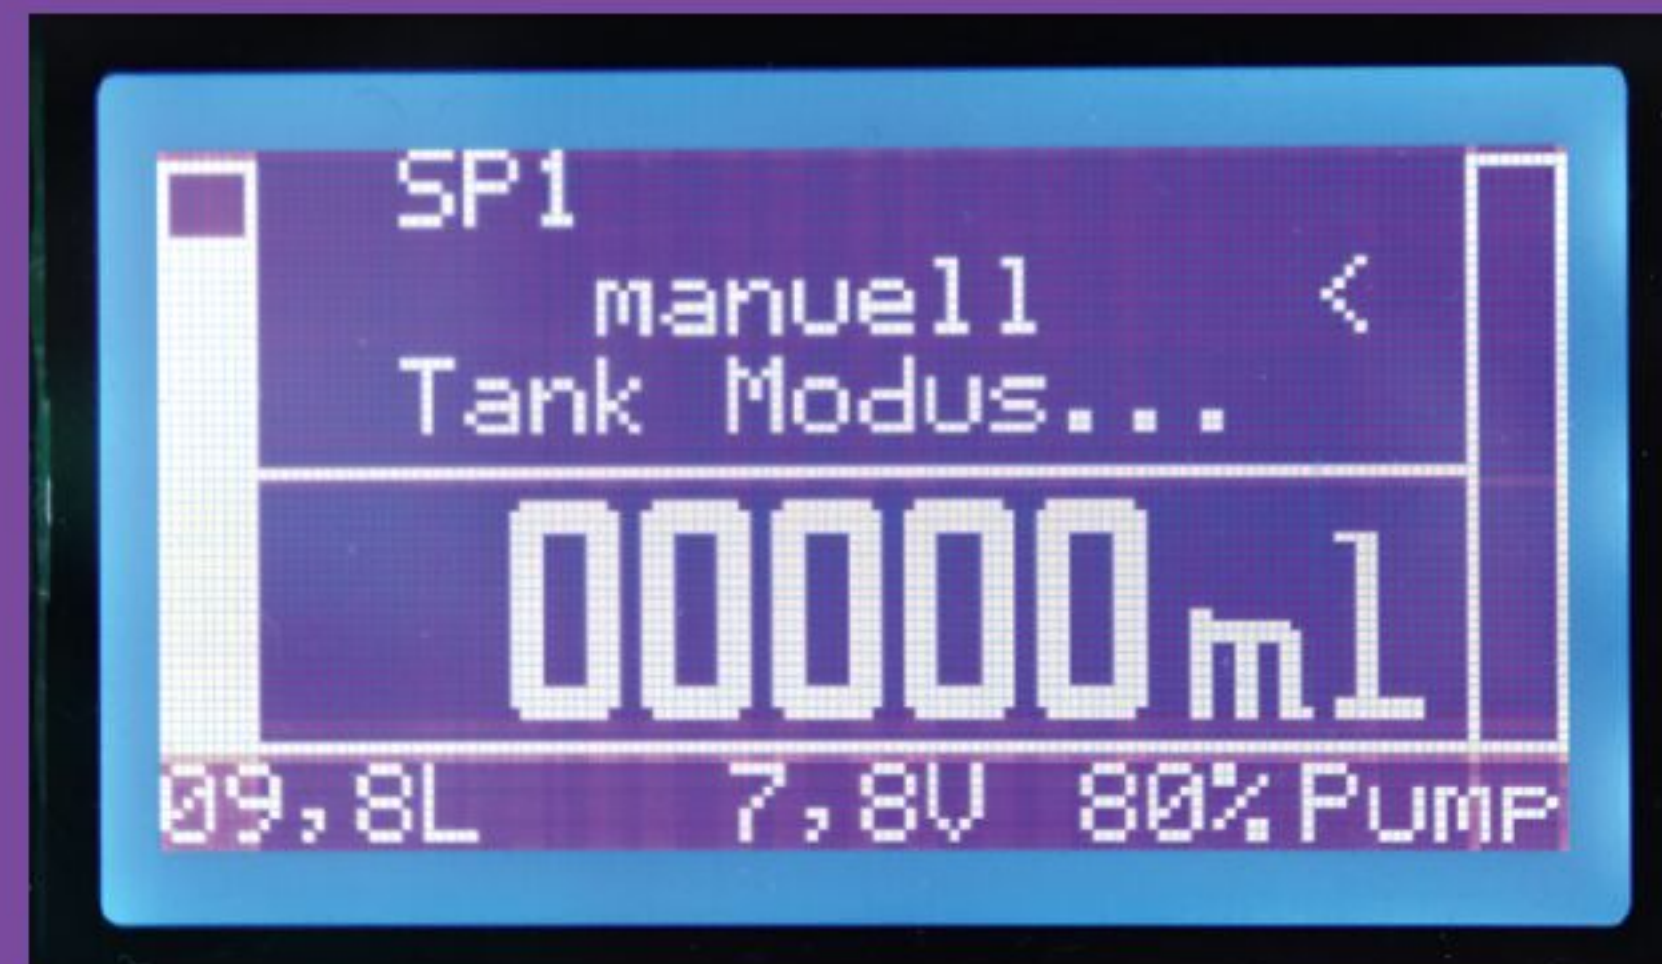 SP1
manuell <
Tank Modus...
00000ml
09,8L 7,8V 80% Pump